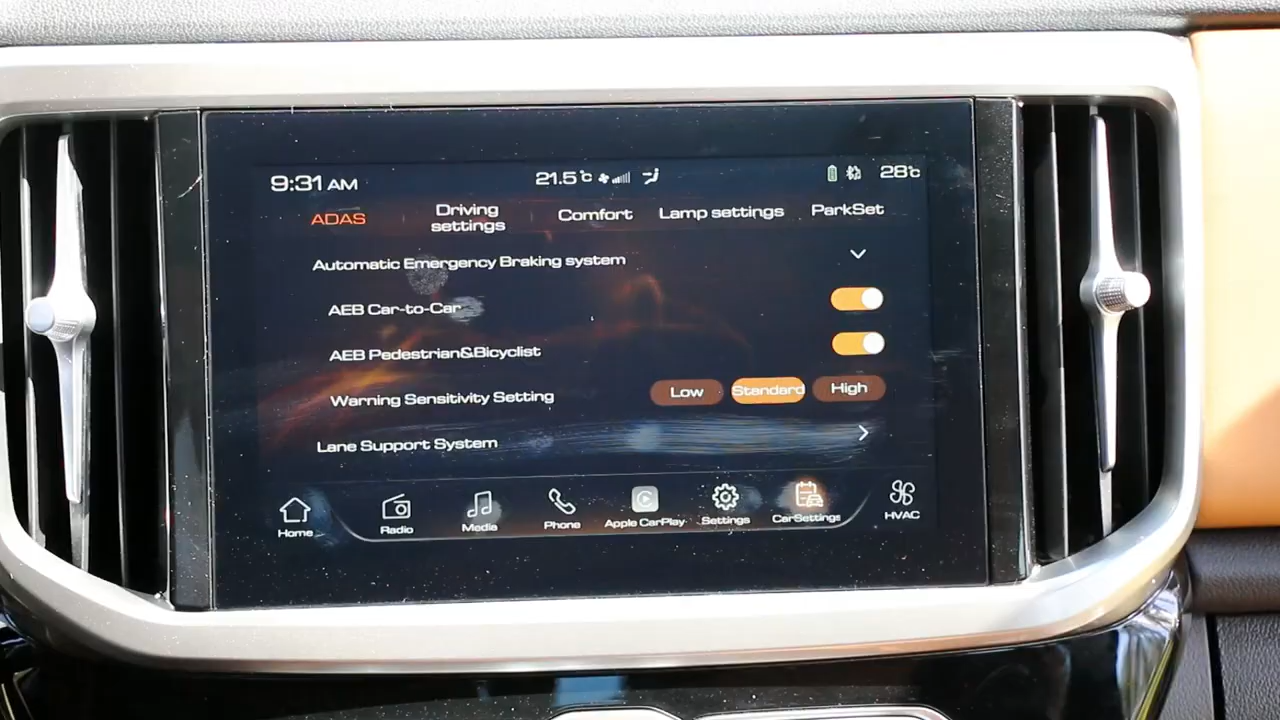 9:31 AM 21.5°C 28°C
ADAS Driving settings Comfort Lamp settings ParkSet
Automatic Emergency Braking system
AEB Car-to-Car
AEB Pedestrian&Bicyclist
Warning Sensitivity Setting Low Standard High
Lane Support System
Home Radio Media Phone Apple CarPlay Settings CarSettings HVAC